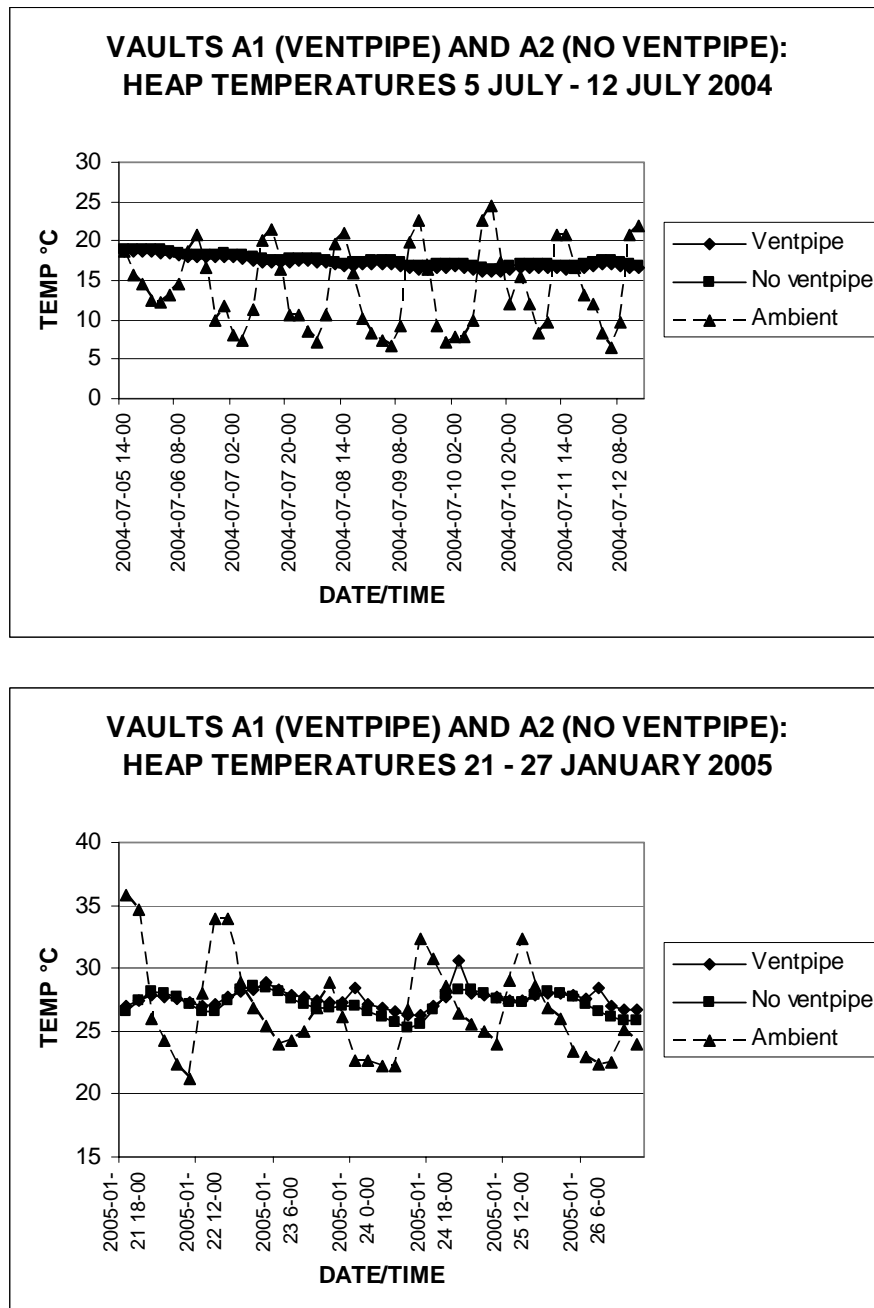 VAULTS A1 (VENTPIPE) AND A2 (NO VENTPIPE):
HEAP TEMPERATURES 5 JULY - 12 JULY 2004
30
25
20
15
10
5
0
TEMP °C
2004-07-05 14-00
2004-07-06 08-00
2004-07-07 02-00
2004-07-07 20-00
2004-07-08 14-00
2004-07-09 08-00
2004-07-10 02-00
2004-07-10 20-00
2004-07-11 14-00
2004-07-12 08-00
DATE/TIME
Ventpipe
No ventpipe
Ambient
VAULTS A1 (VENTPIPE) AND A2 (NO VENTPIPE):
HEAP TEMPERATURES 21 - 27 JANUARY 2005
40
35
30
25
20
15
TEMP °C
2005-01-
21 18-00
2005-01-
22 12-00
2005-01-
23 6-00
2005-01-
24 0-00
2005-01-
24 18-00
2005-01-
25 12-00
2005-01-
26 6-00
DATE/TIME
Ventpipe
No ventpipe
Ambient